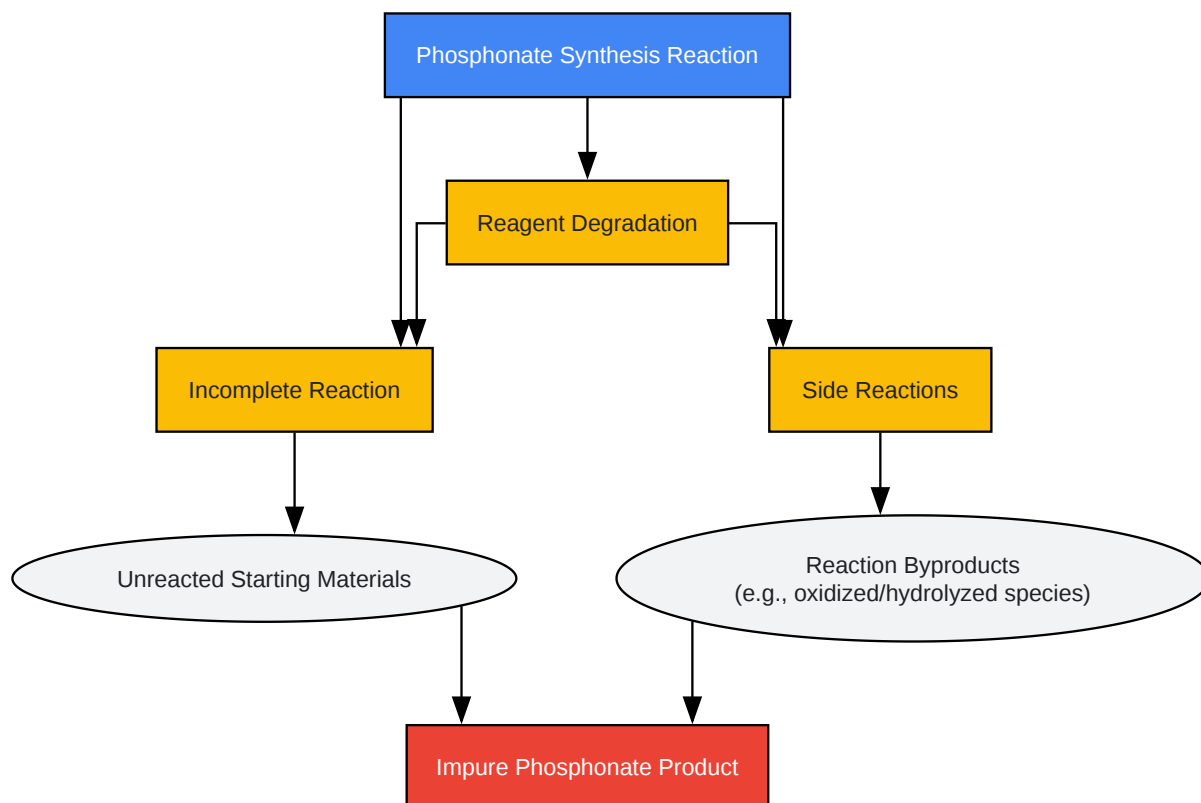 Phosphonate Synthesis Reaction
Reagent Degradation
Incomplete Reaction
Side Reactions
Unreacted Starting Materials
Reaction Byproducts
(e.g., oxidized/hydrolyzed species)
Impure Phosphonate Product